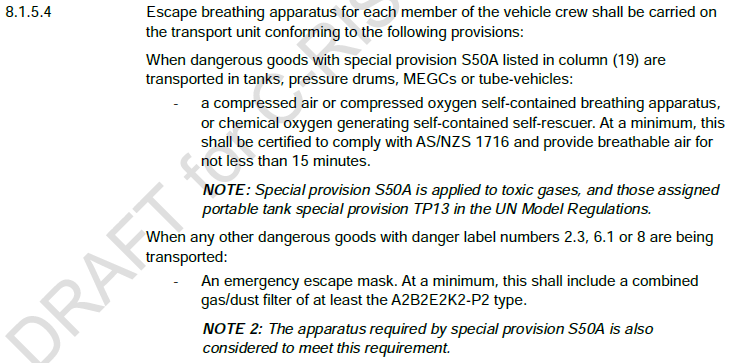 8.1.5.4 Escape breathing apparatus for each member of the vehicle crew shall be carried on
the transport unit conforming to the following provisions:
When dangerous goods with special provision S50A listed in column (19) are
transported in tanks, pressure drums, MEGCs or tube-vehicles:
- a compressed air or compressed oxygen self-contained breathing apparatus,
or chemical oxygen generating self-contained self-rescuer. At a minimum, this
shall be certified to comply with AS/NZS 1716 and provide breathable air for
not less than 15 minutes.
NOTE: Special provision S50A is applied to toxic gases, and those assigned
portable tank special provision TP13 in the UN Model Regulations.
When any other dangerous goods with danger label numbers 2.3, 6.1 or 8 are being
transported:
- An emergency escape mask. At a minimum, this shall include a combined
gas/dust filter of at least the A2B2E2K2-P2 type.
NOTE 2: The apparatus required by special provision S50A is also
considered to meet this requirement.
DRAFT for C-RIS